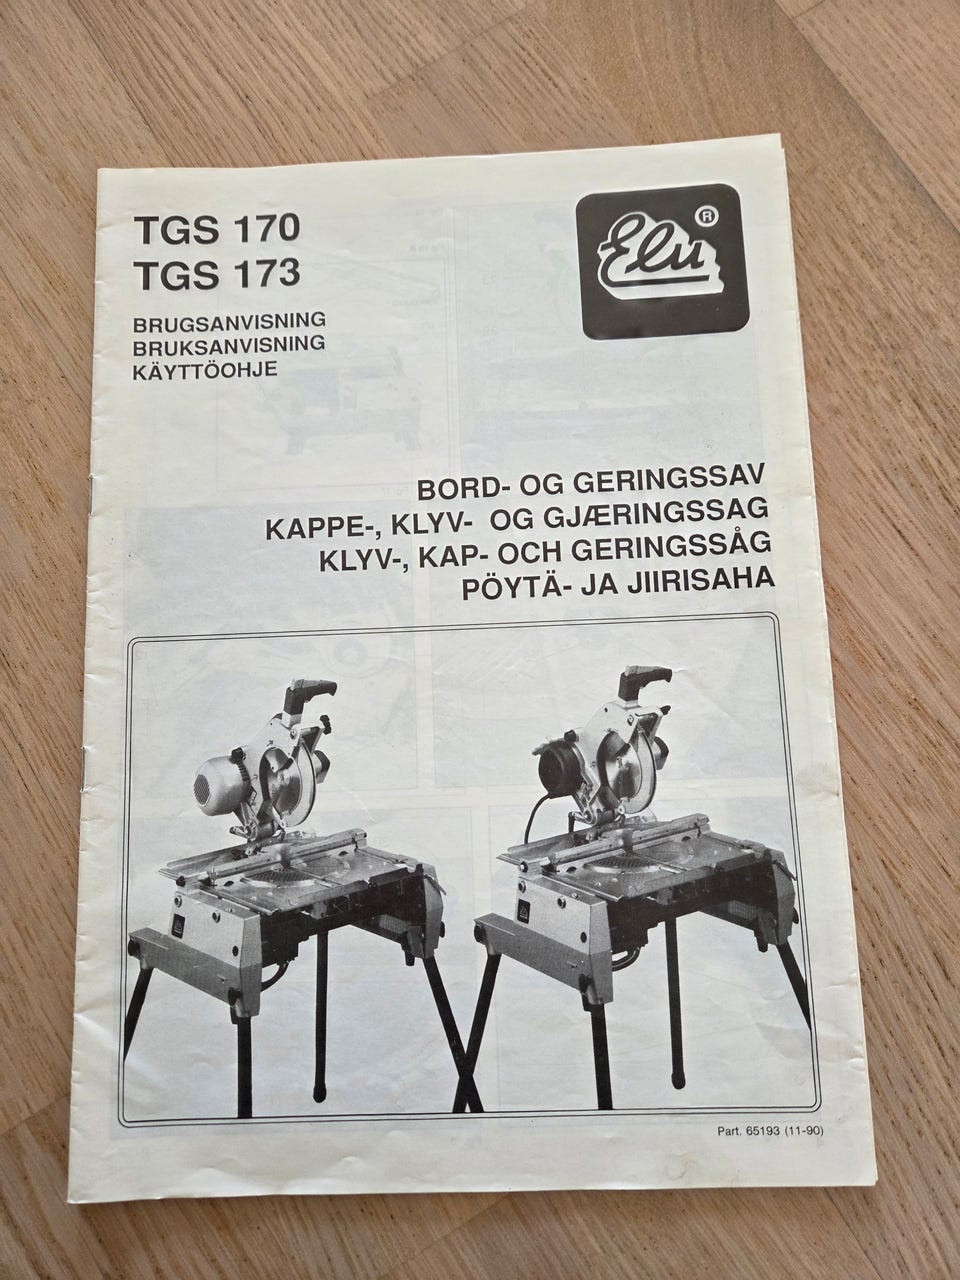 TGS 170
TGS 173
BRUGSANVISNING
BRUKSANVISNING
KÄYTTÖOHJE
Elu ®
BORD- OG GERINGSSAV
KAPPE-, KLYV- OG GJÆRINGSSAG
KLYV-, KAP- OCH GERINGSSÅG
PÖYTÄ- JA JIIRISAHA
Part. 65193 (11-90)